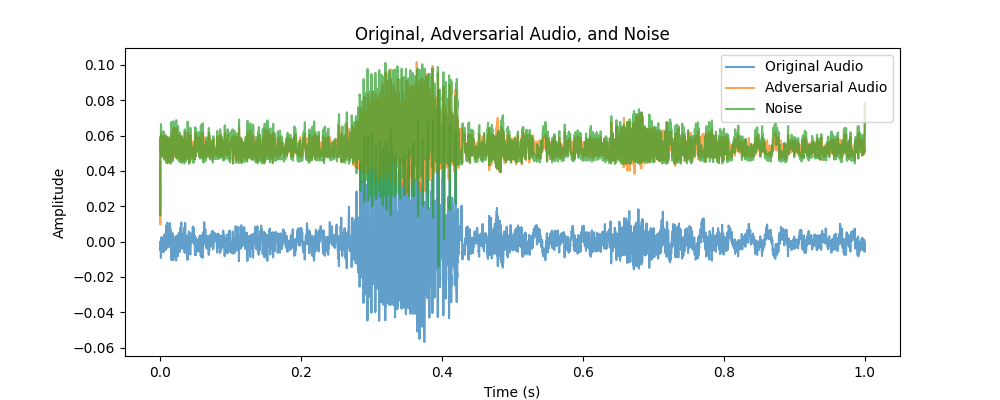 Original, Adversarial Audio, and Noise
Original Audio
Adversarial Audio
Noise
Amplitude
0.10
0.08
0.06
0.04
0.02
0.00
−0.02
−0.04
−0.06
0.0 0.2 0.4 0.6 0.8 1.0
Time (s)